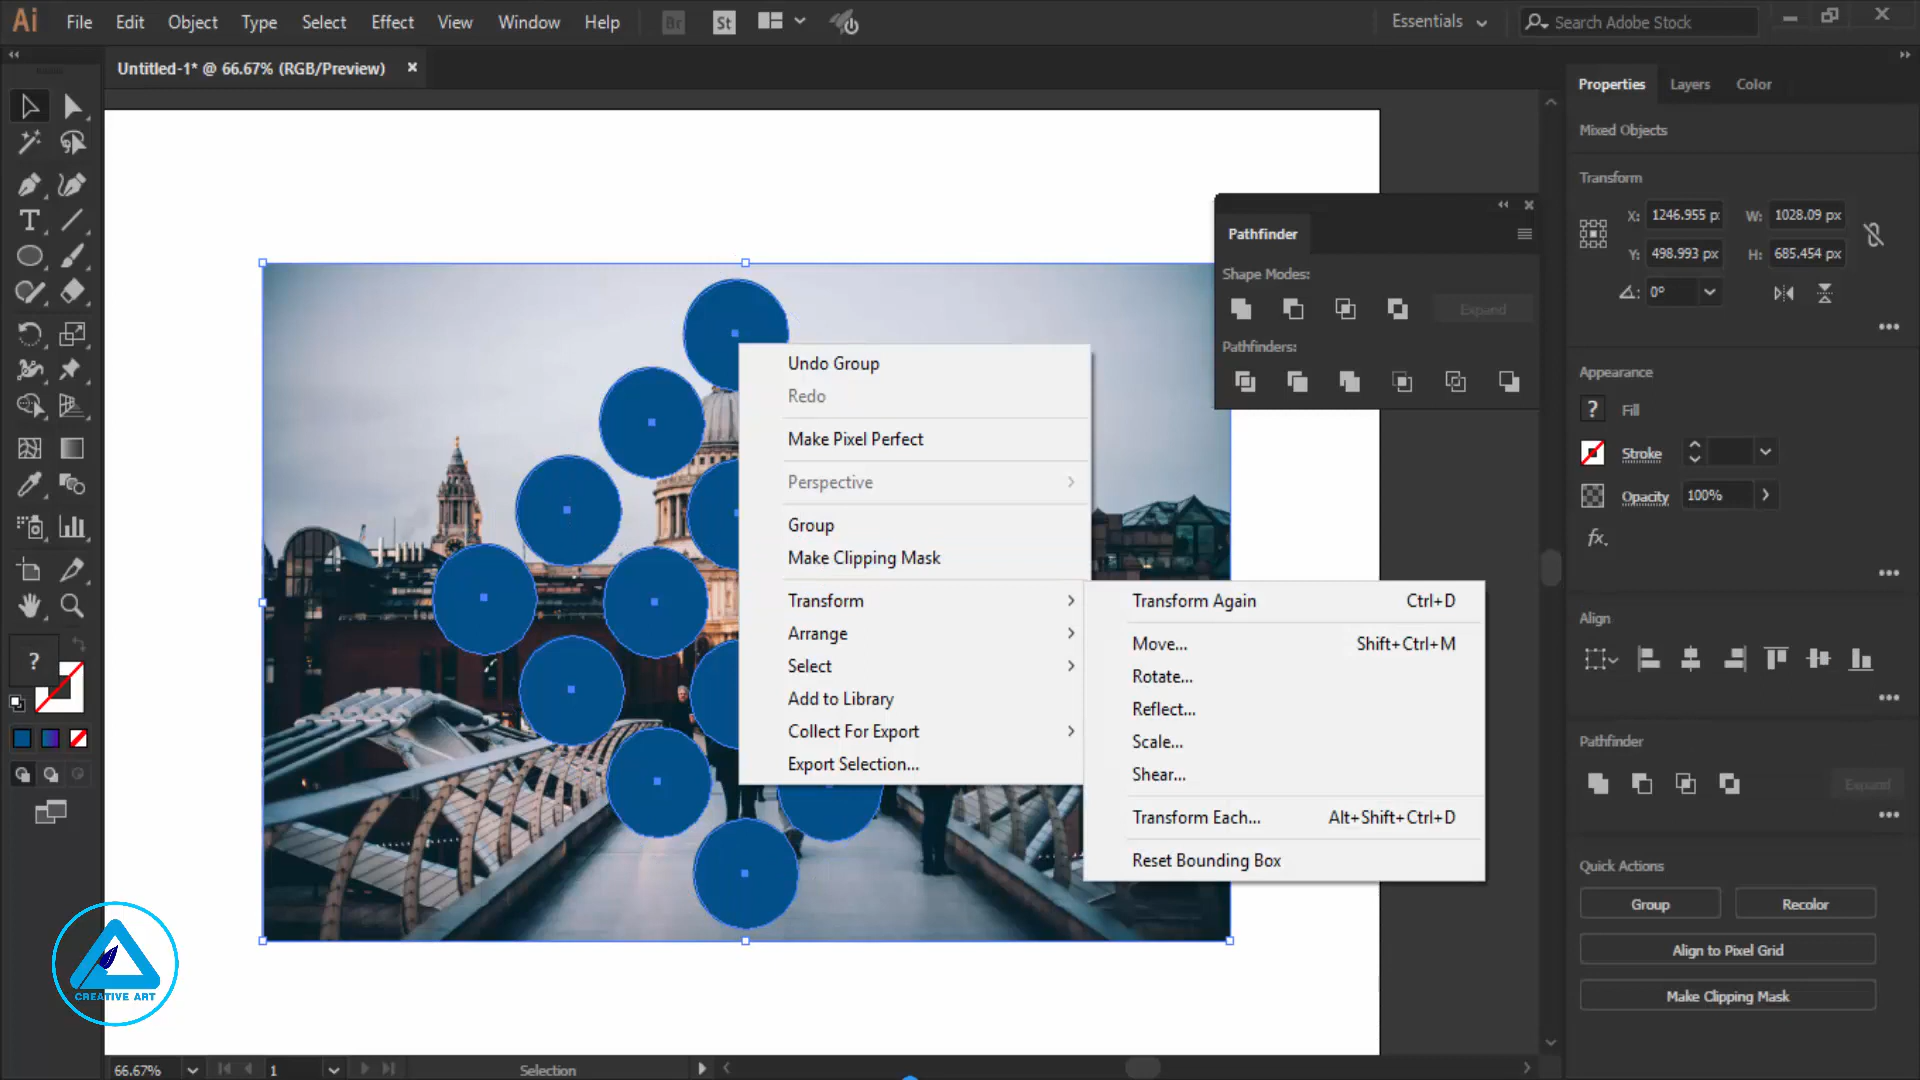 Ai File Edit Object Type Select Effect View Window Help Br St Essentials Search Adobe Stock
Untitled-1* @ 66.67% (RGB/Preview)
Properties Layers Color
Mixed Objects
Transform
X: 1246.955 p W: 1028.09 px
Y: 498.993 px H: 685.454 px
0°
Appearance
? Fill
Stroke
Opacity 100%
fx.
Align
Pathfinder
Expand
Quick Actions
Group Recolor
Align to Pixel Grid
Make Clipping Mask
Pathfinder
Shape Modes:
Expand
Pathfinders:
Undo Group
Redo
Make Pixel Perfect
Perspective
Group
Make Clipping Mask
Transform
Arrange
Select
Add to Library
Collect For Export
Export Selection...
Transform Again Ctrl+D
Move... Shift+Ctrl+M
Rotate...
Reflect...
Scale...
Shear...
Transform Each... Alt+Shift+Ctrl+D
Reset Bounding Box
?
CREATIVE ART
66.67% 1 Selection